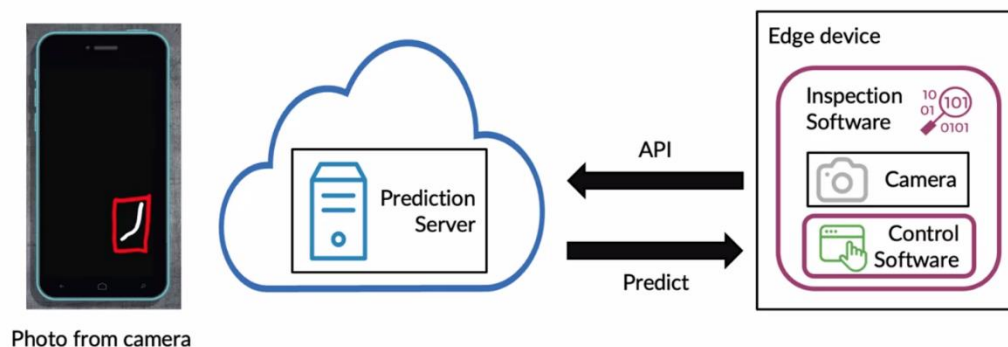 Photo from camera
Prediction
Server
API
Predict
Edge device
Inspection
Software
10
01
101
0101
Camera
Control
Software